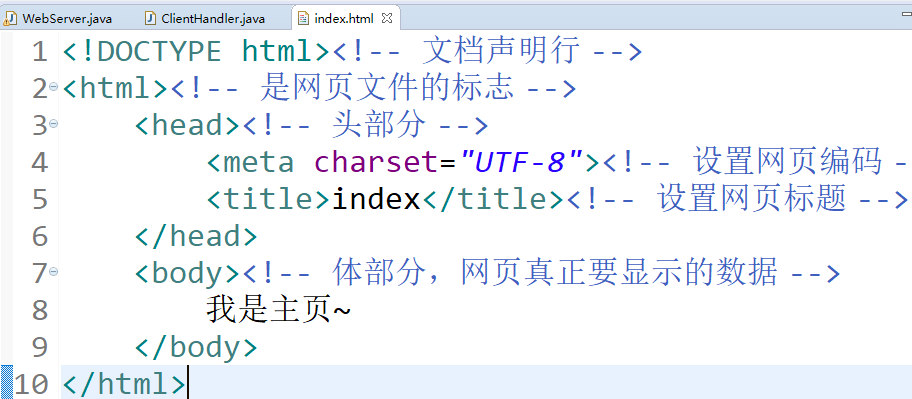 WebServer.java ClientHandler.java index.html
1 <!DOCTYPE html><!-- 文档声明行 -->
2 <html><!-- 是网页文件的标志 -->
3 <head><!-- 头部分 -->
4 <meta charset="UTF-8"><!-- 设置网页编码 -
5 <title>index</title><!-- 设置网页标题 -->
6 </head>
7 <body><!-- 体部分，网页真正要显示的数据 -->
8 我是主页~
9 </body>
10 </html>